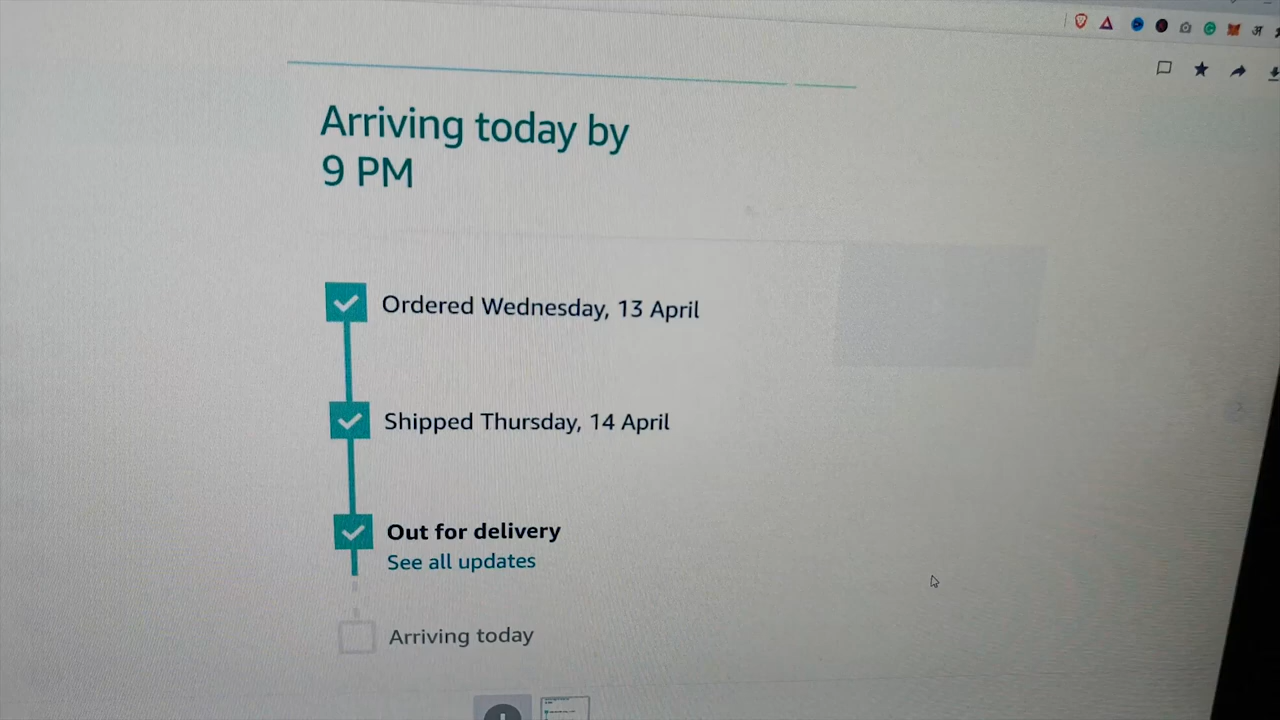 Arriving today by
9 PM
Ordered Wednesday, 13 April
Shipped Thursday, 14 April
Out for delivery
See all updates
Arriving today